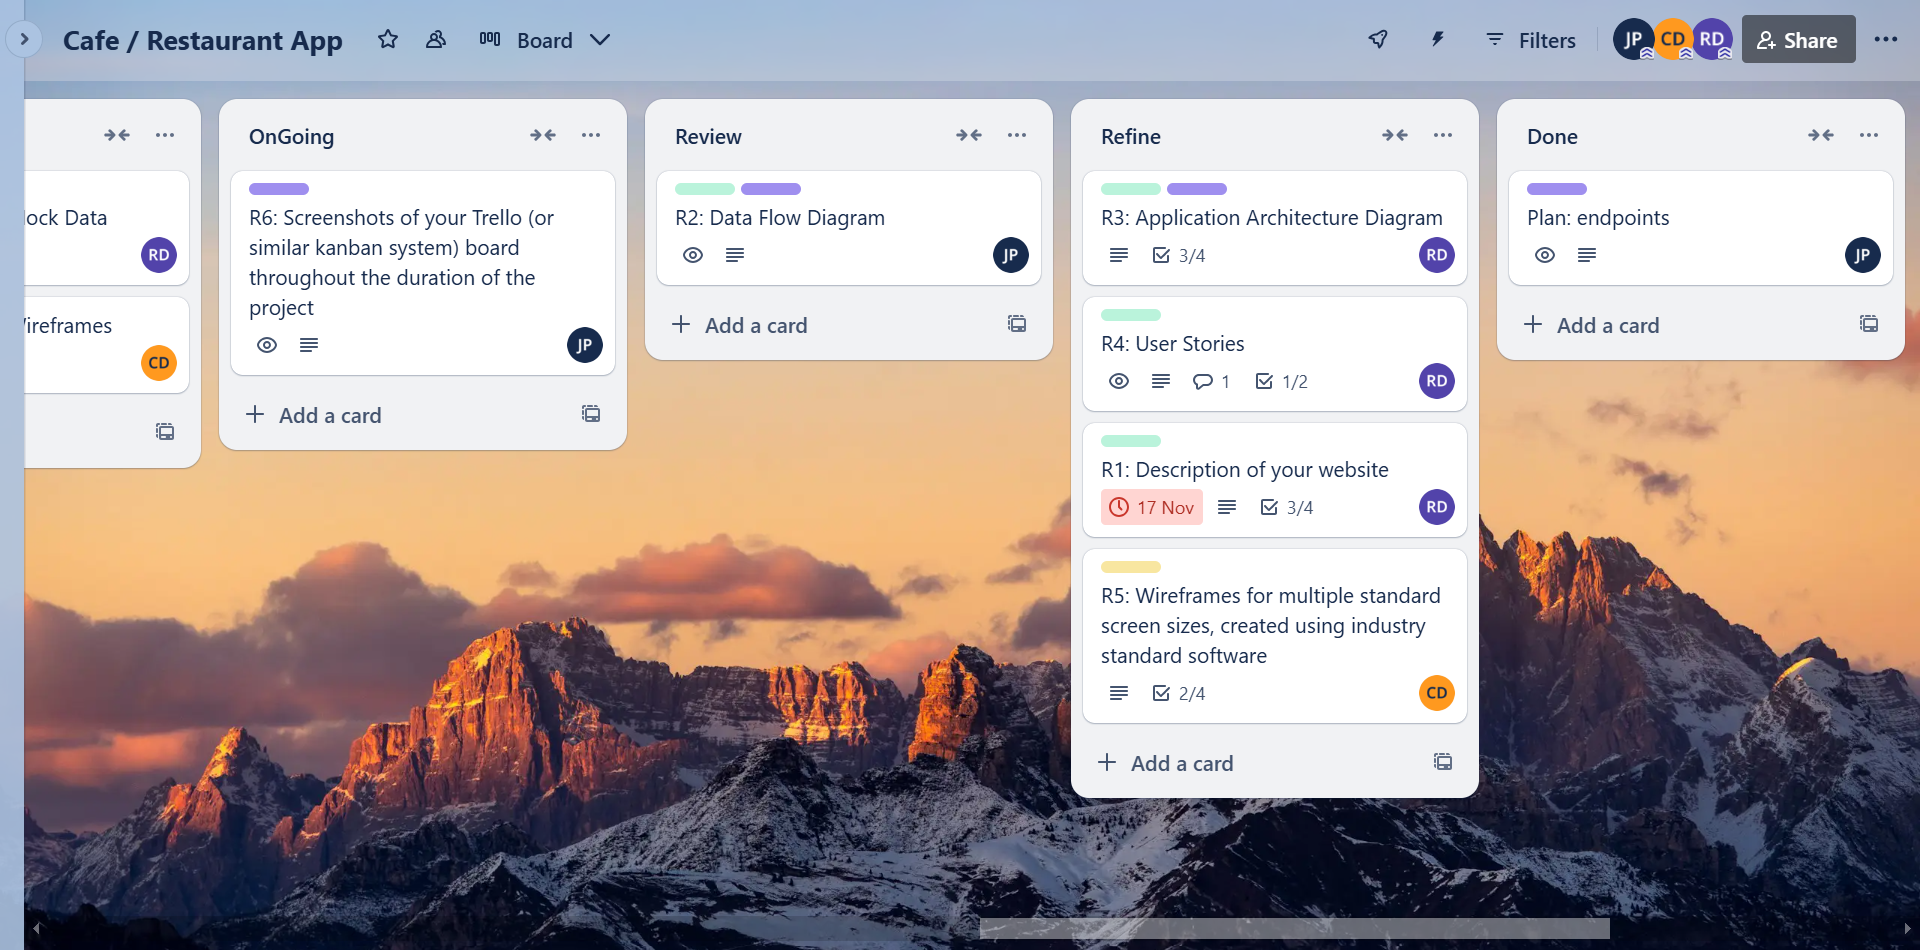 Cafe / Restaurant App
Board
Filters
JP
CD
RD
Share
Data
RD
CD
OnGoing
R6: Screenshots of your Trello (or
similar kanban system) board
throughout the duration of the
project
JP
Add a card
Review
R2: Data Flow Diagram
JP
Add a card
Refine
R3: Application Architecture Diagram
3/4
RD
R4: User Stories
1
1/2
RD
R1: Description of your website
17 Nov
3/4
RD
R5: Wireframes for multiple standard
screen sizes, created using industry
standard software
2/4
CD
Add a card
Done
Plan: endpoints
JP
Add a card